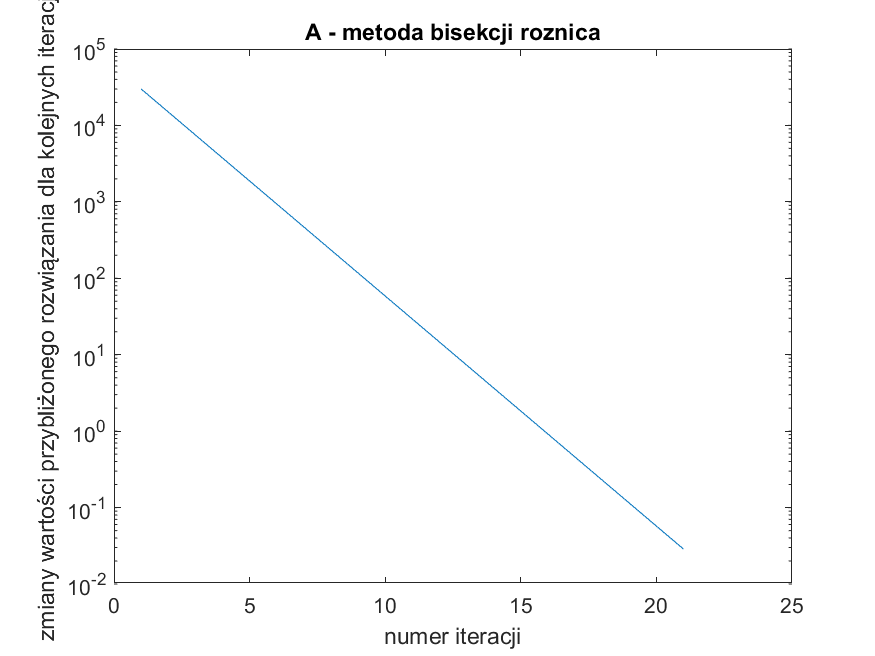 A - metoda bisekcji roznica
zmiany wartości przybliżonego rozwiązania dla kolejnych
10^5
10^4
10^3
10^2
10^1
10^0
10^-1
10^-2
0 5 10 15 20 25
numer iteracji